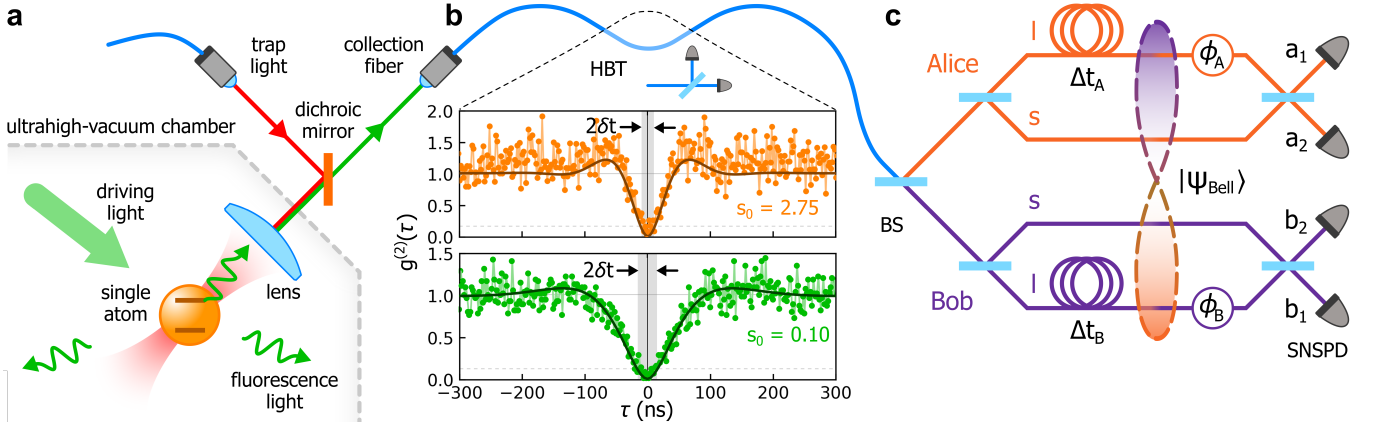 a
trap
light
collection
fiber
dichroic
mirror
ultrahigh-vacuum chamber
driving
light
single
atom
lens
fluorescence
light
b
HBT
2.0
1.5
1.0
0.5
0.0
2δt
s₀ = 2.75
g⁽²⁾(τ)
1.5
1.0
0.5
0.0
2δt
s₀ = 0.10
−300 −200 −100 0 100 200 300
τ (ns)
c
BS
Alice
l
Δt_A
ϕ_A
a₁
s
a₂
|Ψ_Bell⟩
s
b₂
Bob
l
Δt_B
ϕ_B
b₁
SNSPD